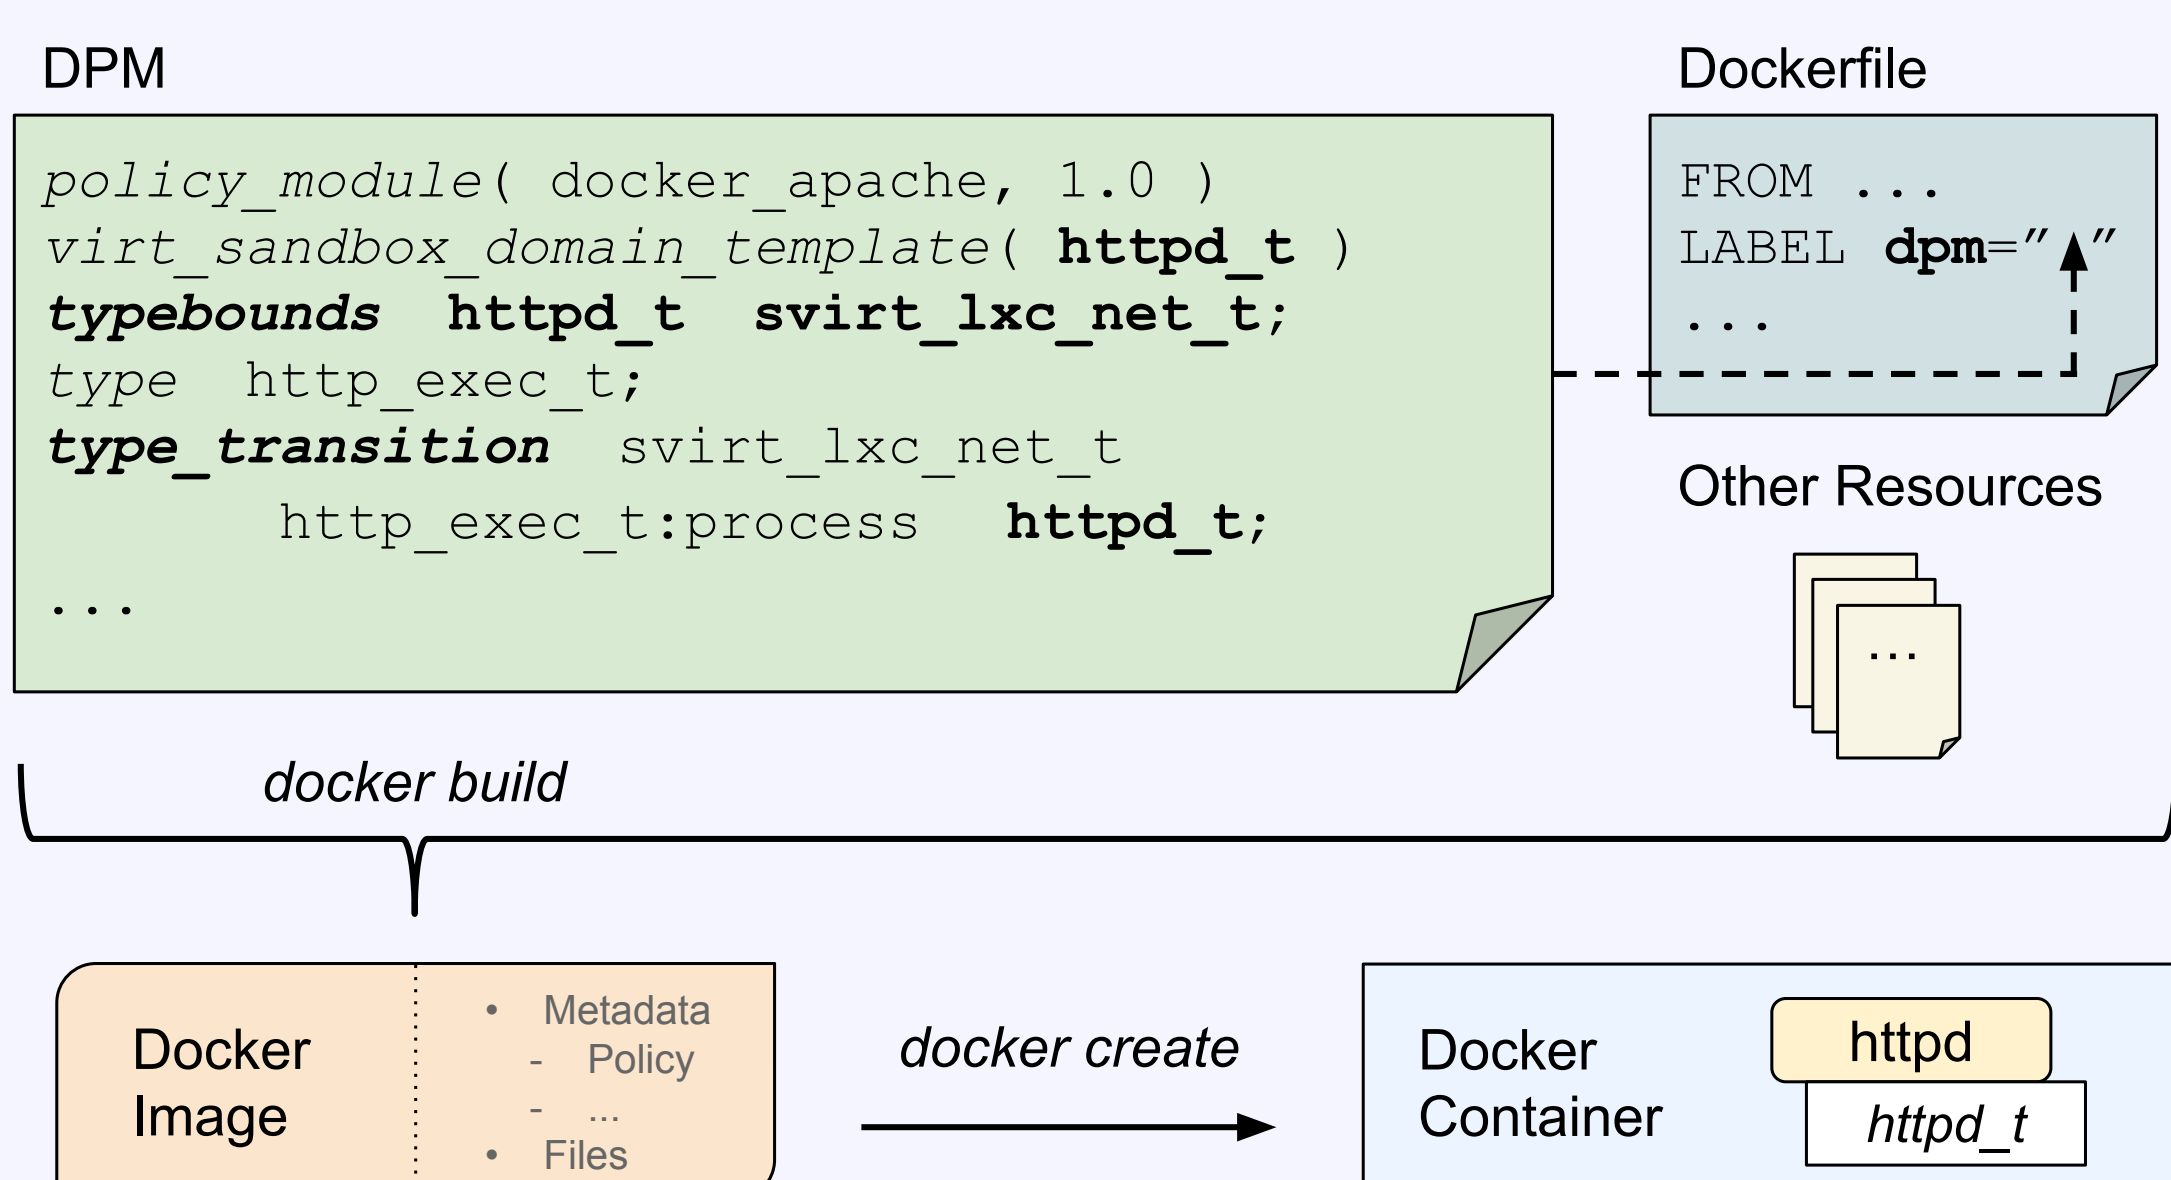 DPM
policy_module( docker_apache, 1.0 )
virt_sandbox_domain_template( httpd_t )
typebounds httpd_t svirt_lxc_net_t;
type http_exec_t;
type_transition svirt_lxc_net_t
http_exec_t:process httpd_t;
...
Dockerfile
FROM ...
LABEL dpm=” ”
...
Other Resources
...
docker build
Docker
Image
• Metadata
- Policy
- ...
• Files
docker create
Docker
Container
httpd
httpd_t